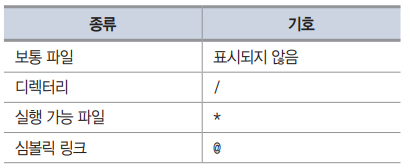 종류 기호
보통 파일 표시되지 않음
디렉터리 /
실행 가능 파일 *
심볼릭 링크 @